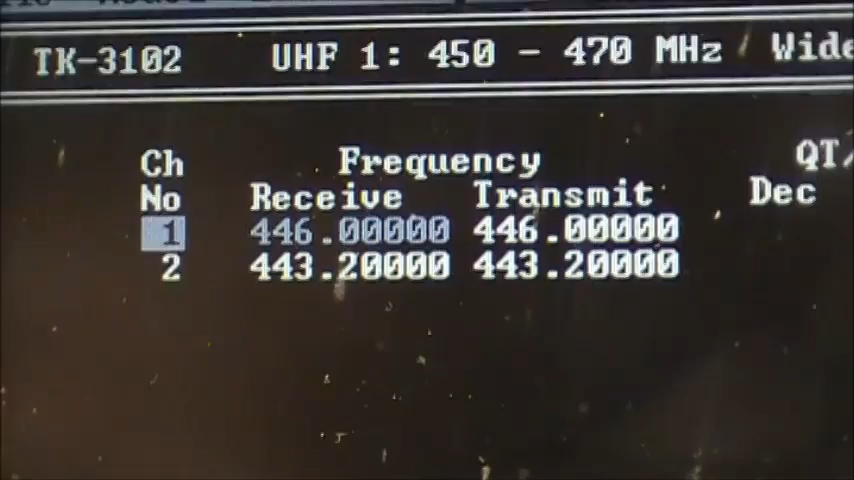 TK-3102 UHF 1: 450 - 470 MHz Wide
Ch Frequency QT/
No Receive Transmit Dec
1 446.00000 446.00000
2 443.20000 443.20000